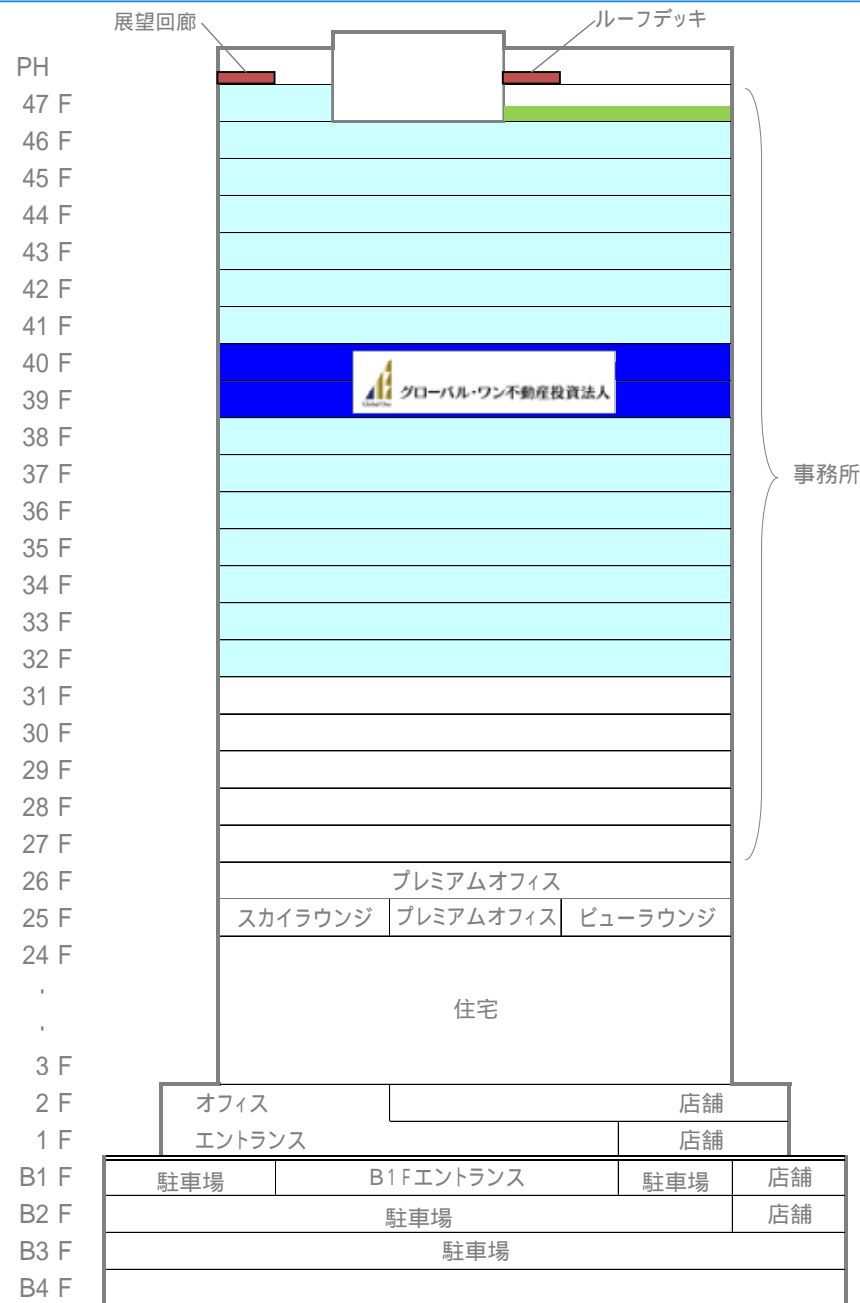 展望回廊
ルーフデッキ
PH
47 F
46 F
45 F
44 F
43 F
42 F
41 F
40 F
グローバル・ワン不動産投資法人
39 F
38 F
37 F
事務所
36 F
35 F
34 F
33 F
32 F
31 F
30 F
29 F
28 F
27 F
26 F プレミアムオフィス
25 F スカイラウンジ プレミアムオフィス ビューラウンジ
24 F
住宅
3 F
2 F オフィス 店舗
1 F エントランス 店舗
B1 F 駐車場 B1Fエントランス 駐車場 店舗
B2 F 駐車場 店舗
B3 F 駐車場
B4 F